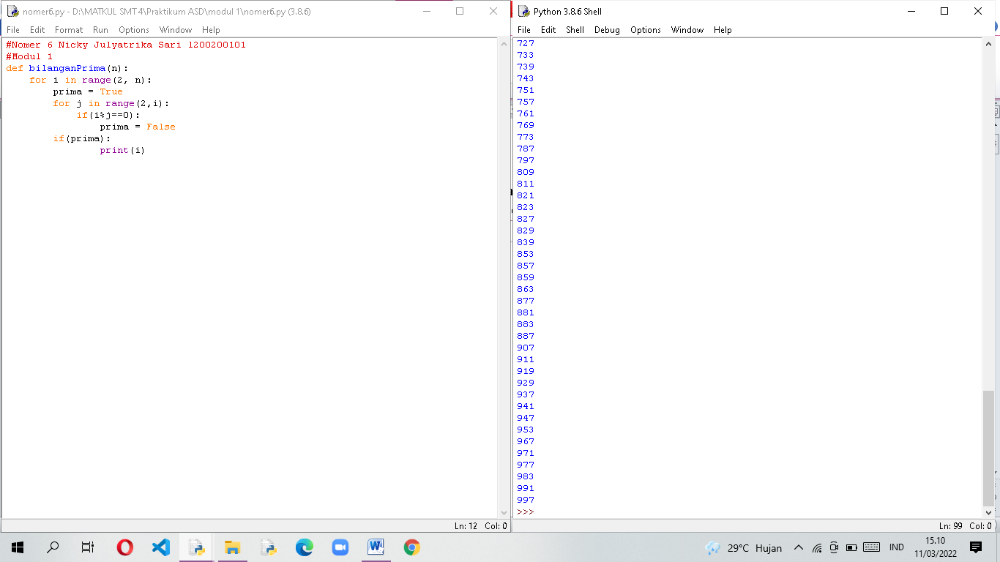 nomer6.py - D:\MATKUL SMT 4\Praktikum ASD\modul 1\nomer6.py (3.8.6)
File Edit Format Run Options Window Help
#Nomer 6 Nicky Julyatrika Sari l200200101
#Modul 1
def bilanganPrima(n):
    for i in range(2, n):
        prima = True
        for j in range(2,i):
            if(i%j==0):
                prima = False
        if(prima):
                print(i)
Ln: 12 Col: 0
Python 3.8.6 Shell
File Edit Shell Debug Options Window Help
727
733
739
743
751
757
761
769
773
787
797
809
811
821
823
827
829
839
853
857
859
863
877
881
883
887
907
911
919
929
937
941
947
953
967
971
977
983
991
997
>>>
Ln: 99 Col: 0
29°C Hujan
IND
15.10
11/03/2022